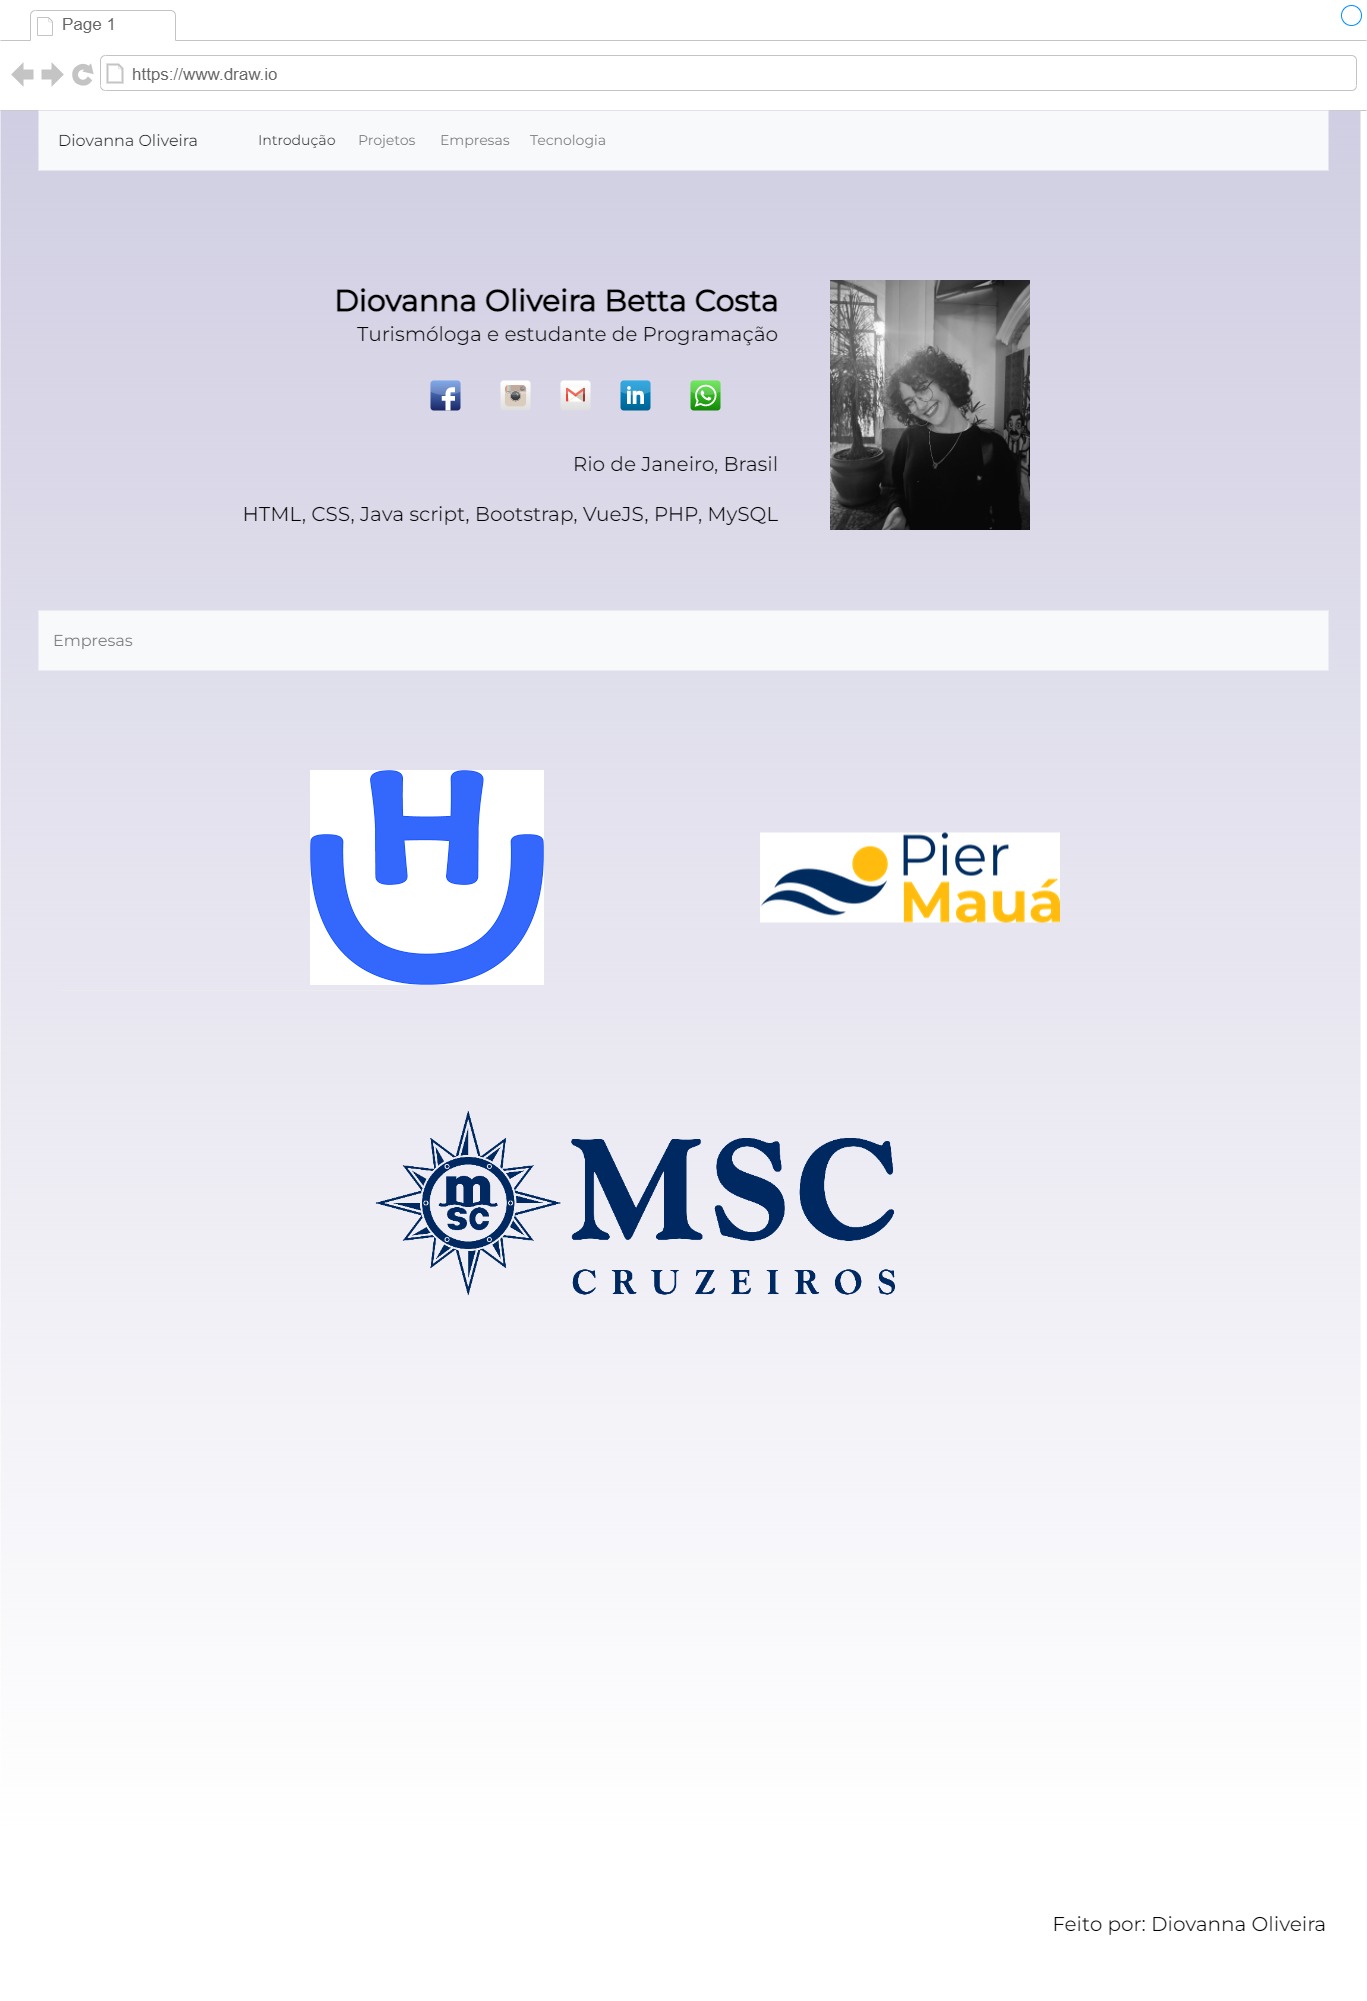 Page 1
https://www.draw.io
Diovanna Oliveira Introdução Projetos Empresas Tecnologia
Diovanna Oliveira Betta Costa
Turismóloga e estudante de Programação
f M in
Rio de Janeiro, Brasil
HTML, CSS, Java script, Bootstrap, VueJS, PHP, MySQL
Empresas
HU
Pier
Mauá
m
sc
MSC
CRUZEIROS
Feito por: Diovanna Oliveira